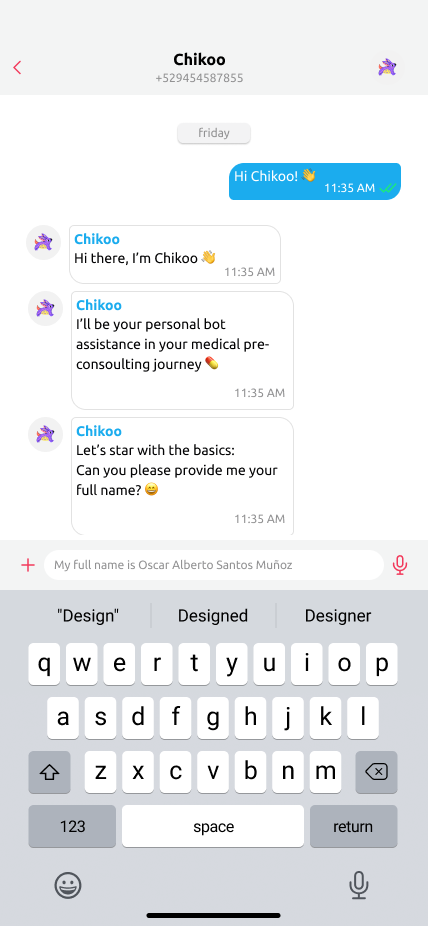 Chikoo
+529454587855
friday
Hi Chikoo! 👋
11:35 AM
Chikoo
Hi there, I’m Chikoo 👋
11:35 AM
Chikoo
I’ll be your personal bot
assistance in your medical pre-
consoulting journey 💊
11:35 AM
Chikoo
Let’s star with the basics:
Can you please provide me your
full name? 😄
11:35 AM
My full name is Oscar Alberto Santos Muñoz
"Design" Designed Designer
q w e r t y u i o p
a s d f g h j k l
z x c v b n m
123 space return